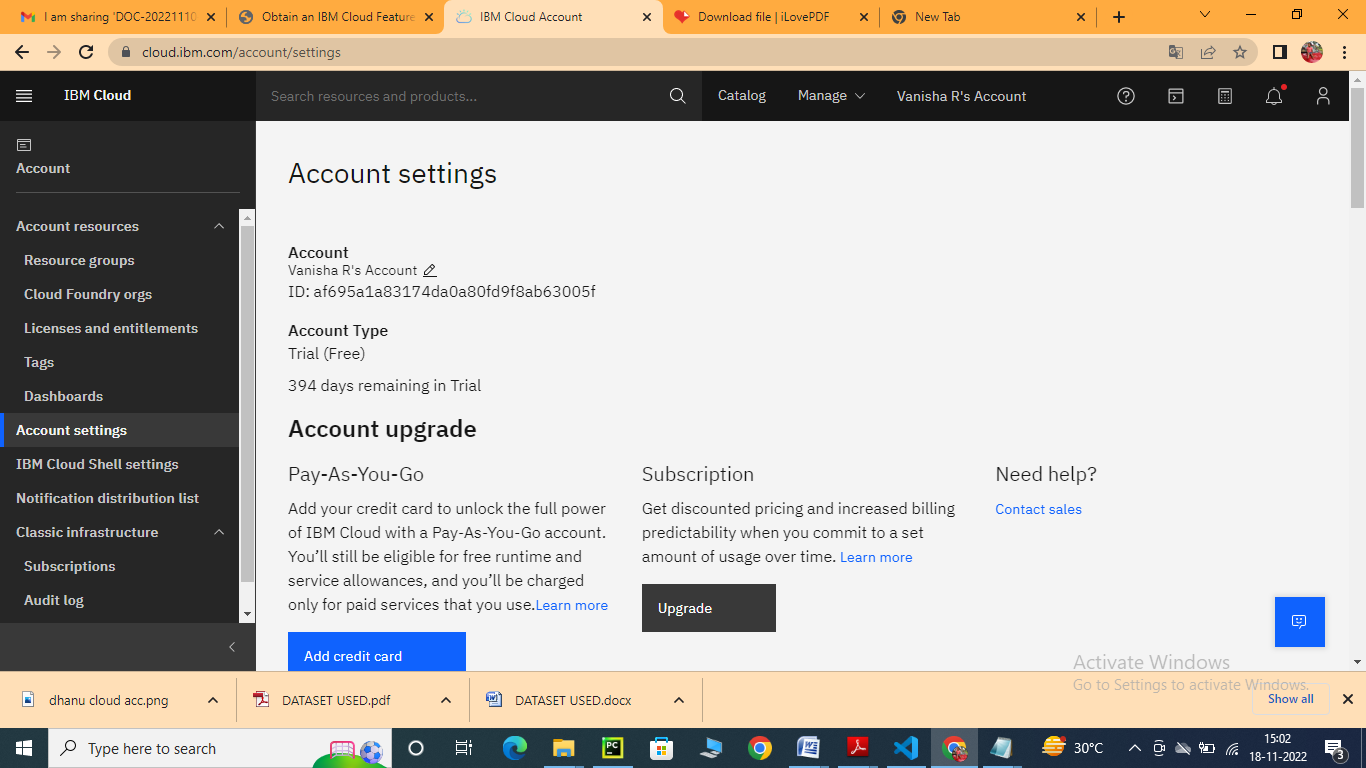 I am sharing 'DOC-20221110
Obtain an IBM Cloud Feature
IBM Cloud Account
Download file | iLovePDF
New Tab
cloud.ibm.com/account/settings
IBM Cloud
Search resources and products...
Catalog
Manage
Vanisha R's Account
Account
Account resources
Resource groups
Cloud Foundry orgs
Licenses and entitlements
Tags
Dashboards
Account settings
IBM Cloud Shell settings
Notification distribution list
Classic infrastructure
Subscriptions
Audit log
Account settings
Account
Vanisha R's Account
ID: af695a1a83174da0a80fd9f8ab63005f
Account Type
Trial (Free)
394 days remaining in Trial
Account upgrade
Pay-As-You-Go
Add your credit card to unlock the full power
of IBM Cloud with a Pay-As-You-Go account.
You'll still be eligible for free runtime and
service allowances, and you'll be charged
only for paid services that you use.Learn more
Add credit card
Subscription
Get discounted pricing and increased billing
predictability when you commit to a set
amount of usage over time. Learn more
Upgrade
Need help?
Contact sales
Activate Windows
Go to Settings to activate Windows.
dhanu cloud acc.png
DATASET USED.pdf
DATASET USED.docx
Show all
Type here to search
PC
30°C
15:02
18-11-2022
3